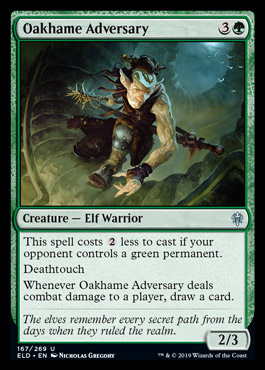 Oakhame Adversary 3
Creature — Elf Warrior
This spell costs 2 less to cast if your
opponent controls a green permanent.
Deathtouch
Whenever Oakhame Adversary deals
combat damage to a player, draw a card.
The elves remember every secret path from the
days when they ruled the realm.
2/3
167/269 U
ELD • EN Nicholas Gregory ™ & © 2019 Wizards of the Coast